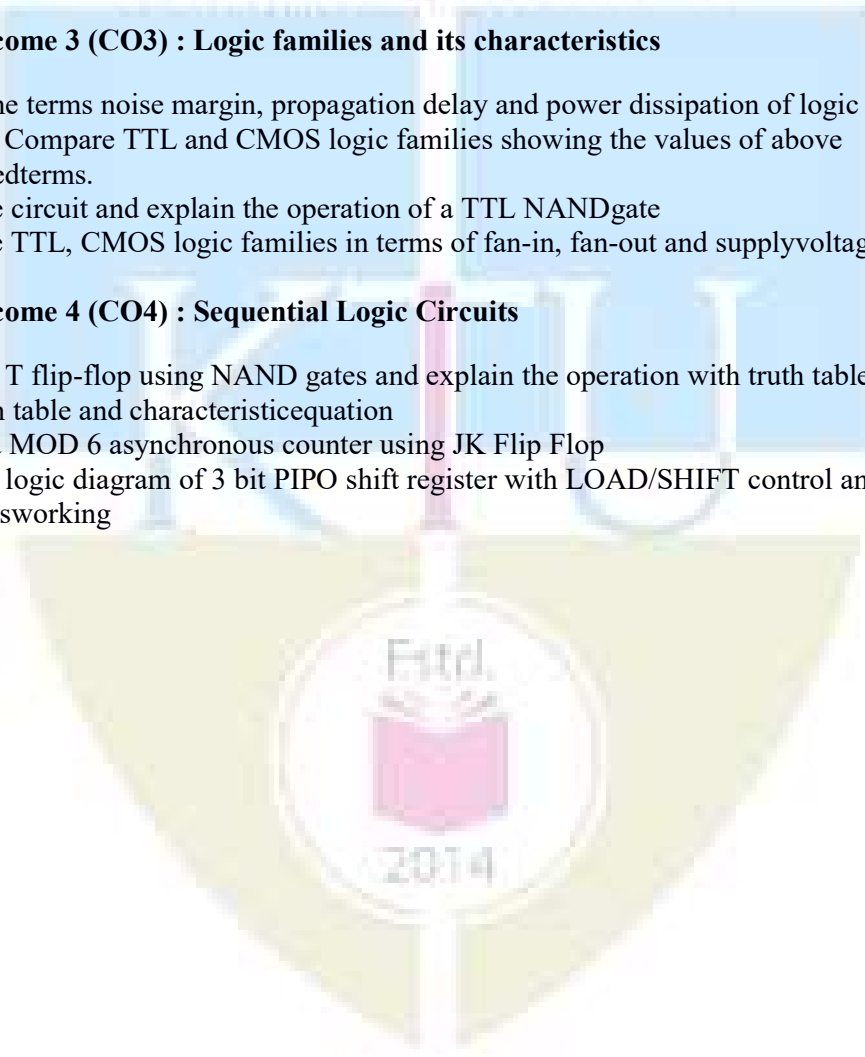 come 3 (CO3) : Logic families and its characteristics
ne terms noise margin, propagation delay and power dissipation of logic
Compare TTL and CMOS logic families showing the values of above
edterms.
e circuit and explain the operation of a TTL NANDgate
e TTL, CMOS logic families in terms of fan-in, fan-out and supplyvoltag
come 4 (CO4) : Sequential Logic Circuits
T flip-flop using NAND gates and explain the operation with truth table
n table and characteristicequation
MOD 6 asynchronous counter using JK Flip Flop
logic diagram of 3 bit PIPO shift register with LOAD/SHIFT control an
sworking
KTU
Estd.
2014